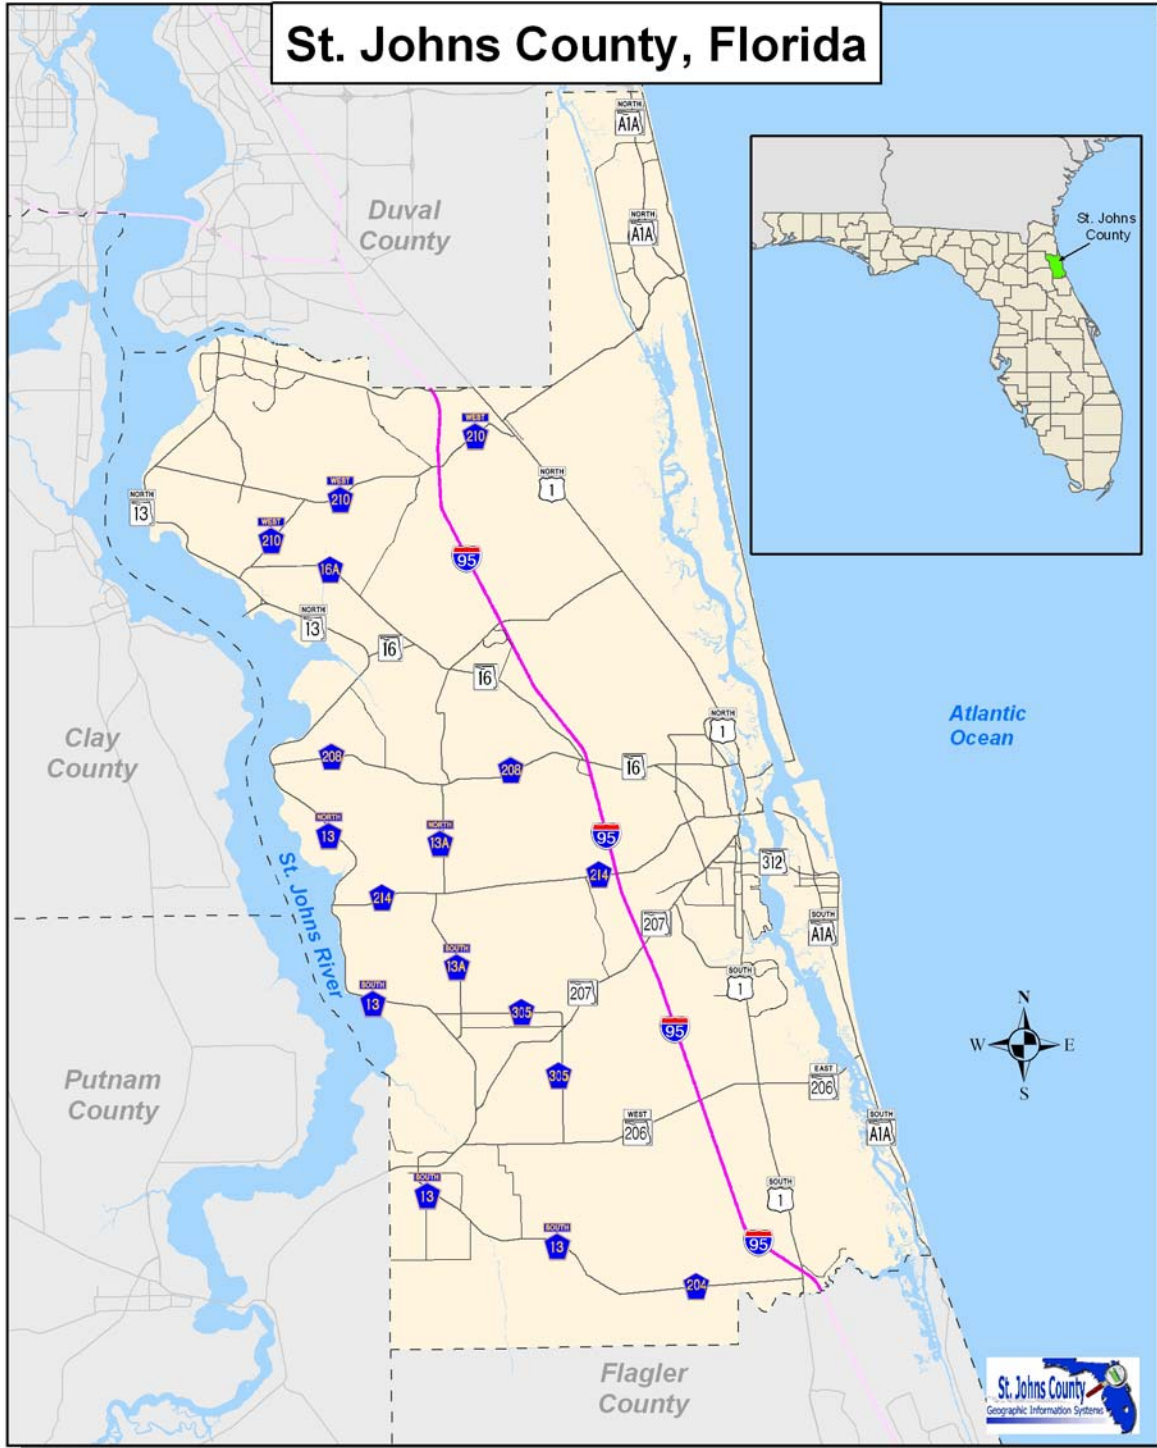 St. Johns County, Florida
NORTH
A1A
Duval
County
NORTH
A1A
St. Johns
County
WEST
210
NORTH
1
WEST
210
NORTH
13
WEST
210
95
16A
NORTH
13
16
16
NORTH
1
Atlantic
Ocean
Clay
County
208
208
16
NORTH
13
NORTH
13A
95
214
312
214
St. Johns River
207
SOUTH
A1A
SOUTH
13A
SOUTH
1
207
SOUTH
13
305
95
N
W
E
S
305
Putnam
County
EAST
206
WEST
206
SOUTH
A1A
SOUTH
13
SOUTH
1
SOUTH
13
95
204
Flagler
County
St. Johns County
Geographic Information Systems